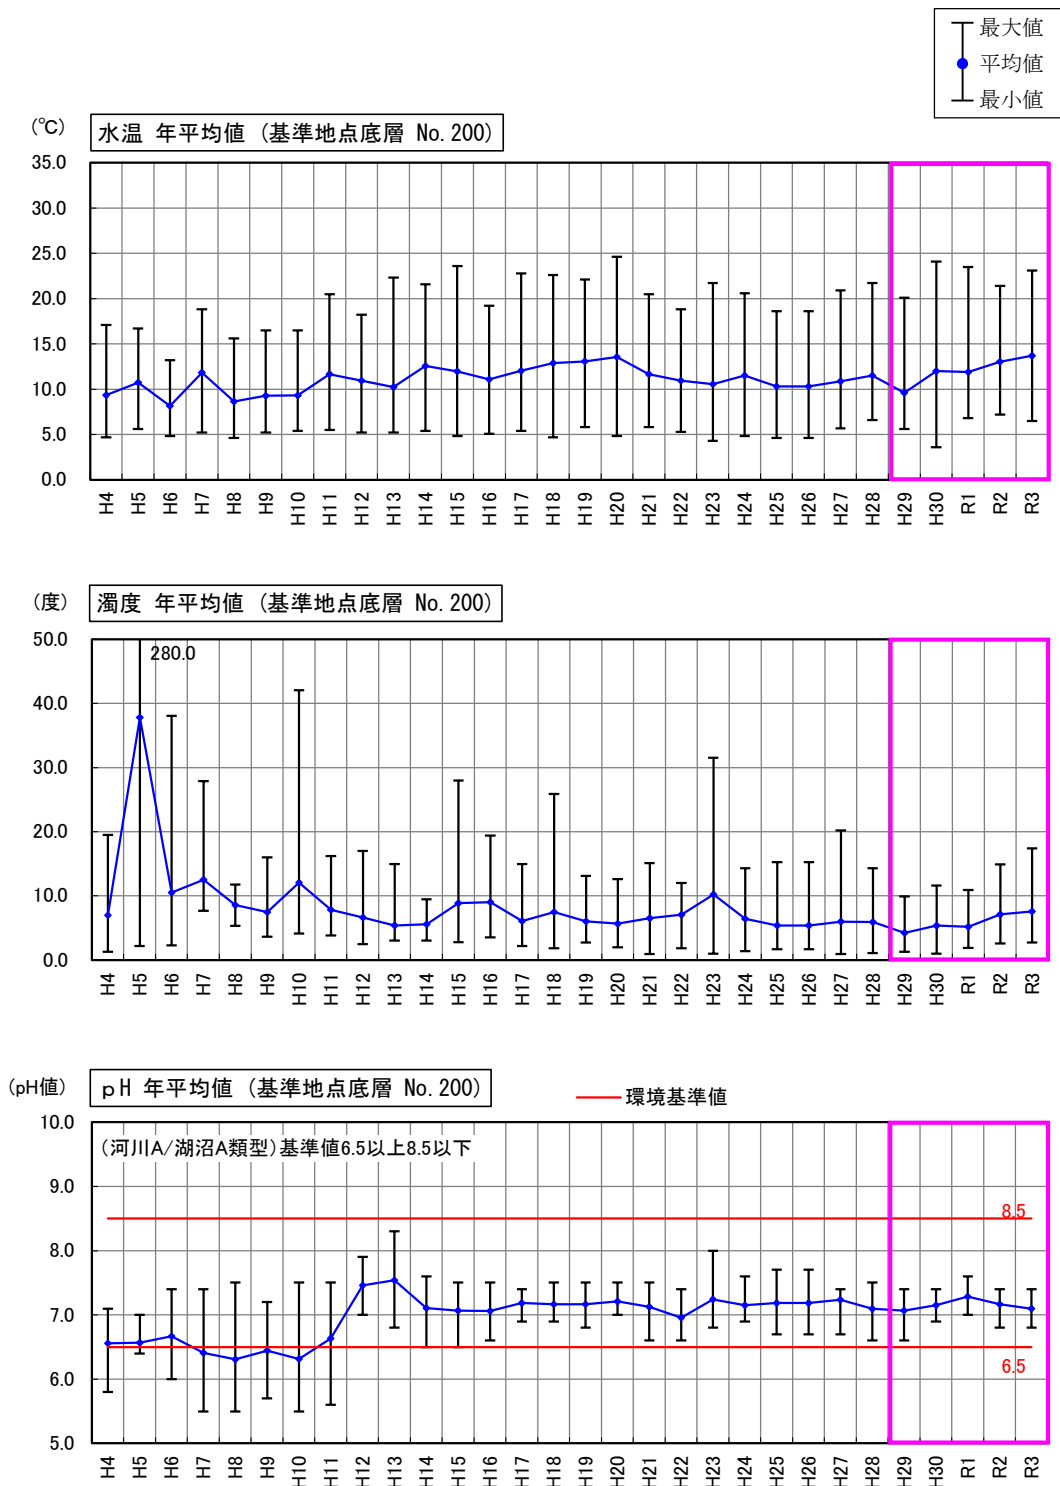 最大値
平均値
最小値
(℃)
水温 年平均値 (基準地点底層 No.200)
35.0
30.0
25.0
20.0
15.0
10.0
5.0
0.0
H4 H5 H6 H7 H8 H9 H10 H11 H12 H13 H14 H15 H16 H17 H18 H19 H20 H21 H22 H23 H24 H25 H26 H27 H28 H29 H30 R1 R2 R3
(度)
濁度 年平均値 (基準地点底層 No.200)
50.0
280.0
40.0
30.0
20.0
10.0
0.0
H4 H5 H6 H7 H8 H9 H10 H11 H12 H13 H14 H15 H16 H17 H18 H19 H20 H21 H22 H23 H24 H25 H26 H27 H28 H29 H30 R1 R2 R3
(pH値)
pH 年平均値 (基準地点底層 No.200)
環境基準値
10.0
(河川A/湖沼A類型)基準値6.5以上8.5以下
9.0
8.5
8.0
7.0
6.5
6.0
5.0
H4 H5 H6 H7 H8 H9 H10 H11 H12 H13 H14 H15 H16 H17 H18 H19 H20 H21 H22 H23 H24 H25 H26 H27 H28 H29 H30 R1 R2 R3